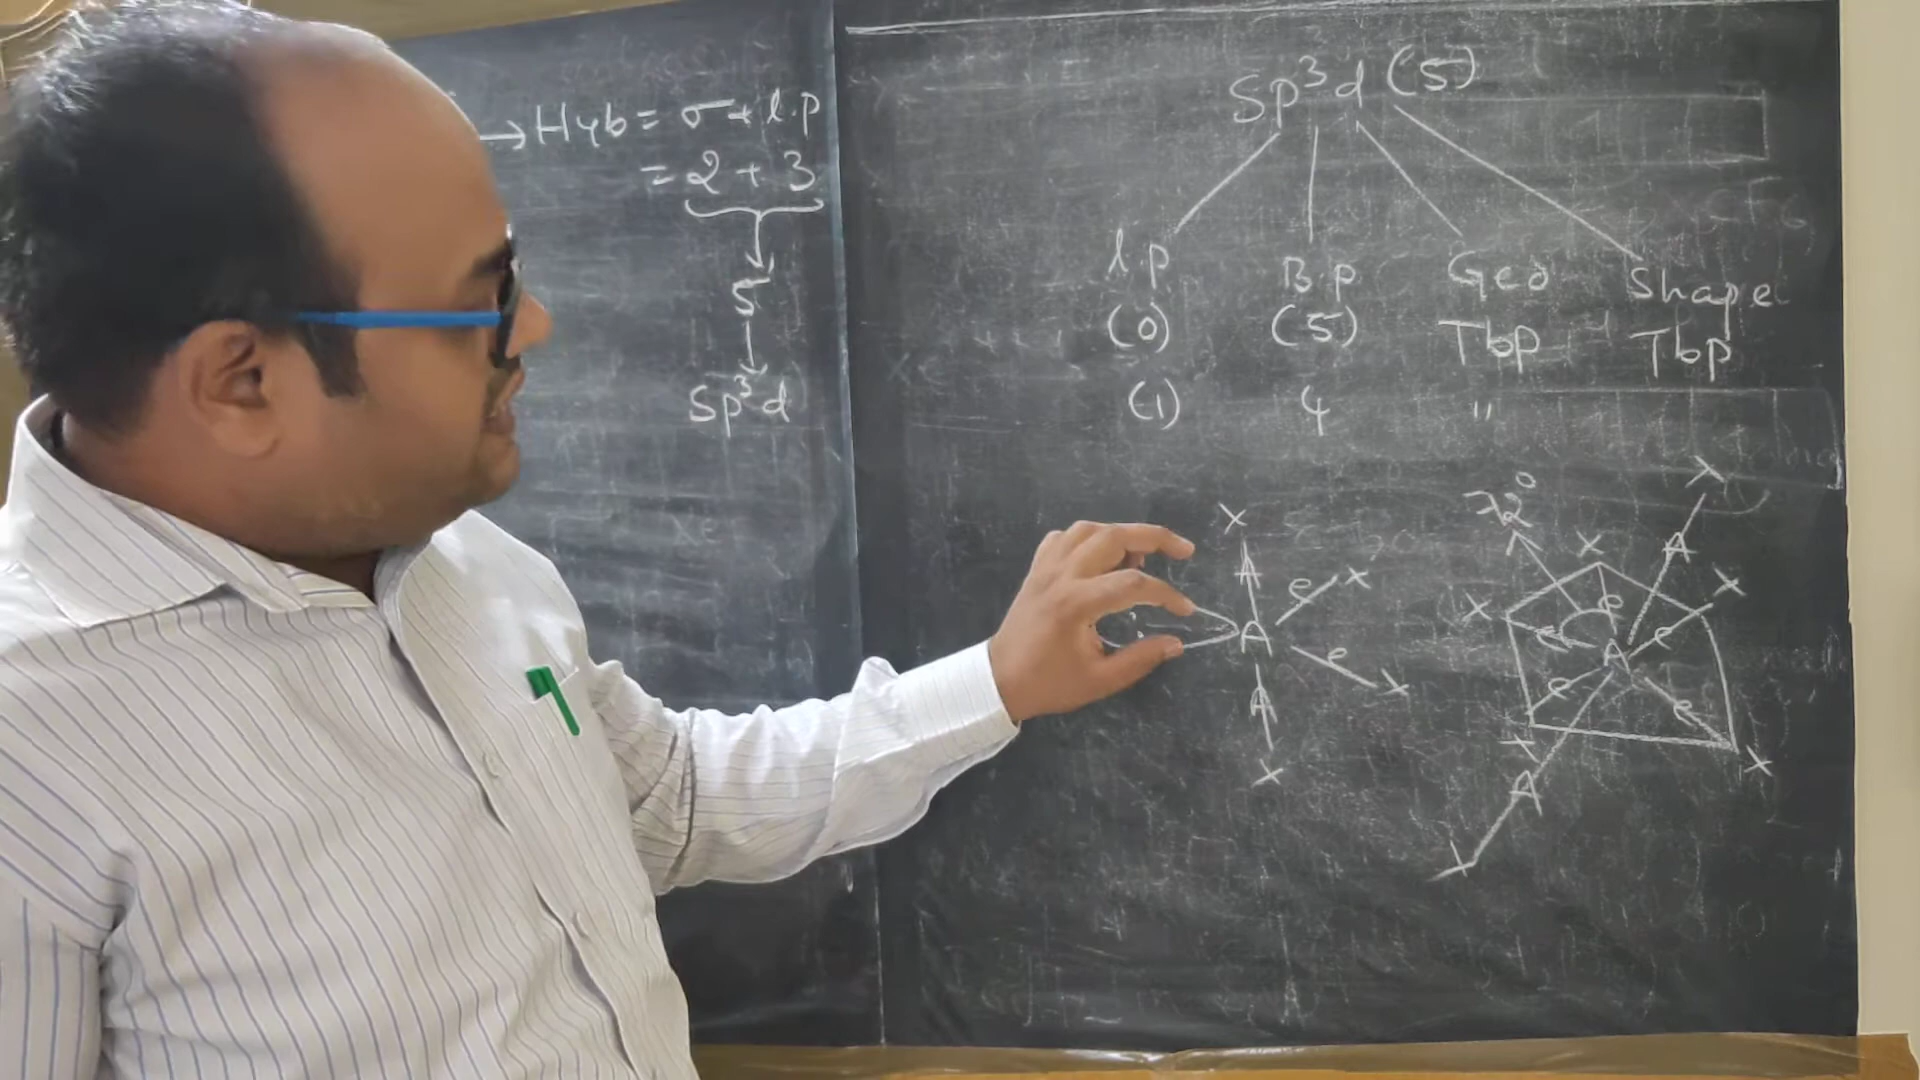 → Hyb = σ + l.p
= 2 + 3
5
Sp³d
Sp³d (5)
l.p B.p Geo Shape
(0) (5) Tbp Tbp
(1) 4 "
X
A
e X
A
e X
A
X
72°
X
A
X
X
e
X
e
A
e
e
X
X
A